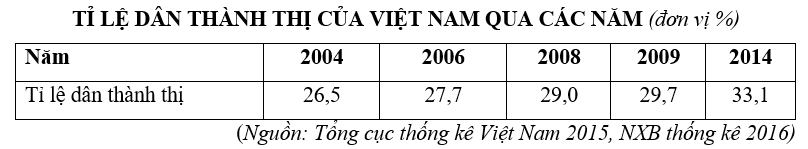 TỈ LỆ DÂN THÀNH THỊ CỦA VIỆT NAM QUA CÁC NĂM (đơn vị %)
Năm 2004 2006 2008 2009 2014
Tỉ lệ dân thành thị 26,5 27,7 29,0 29,7 33,1
(Nguồn: Tổng cục thống kê Việt Nam 2015, NXB thống kê 2016)